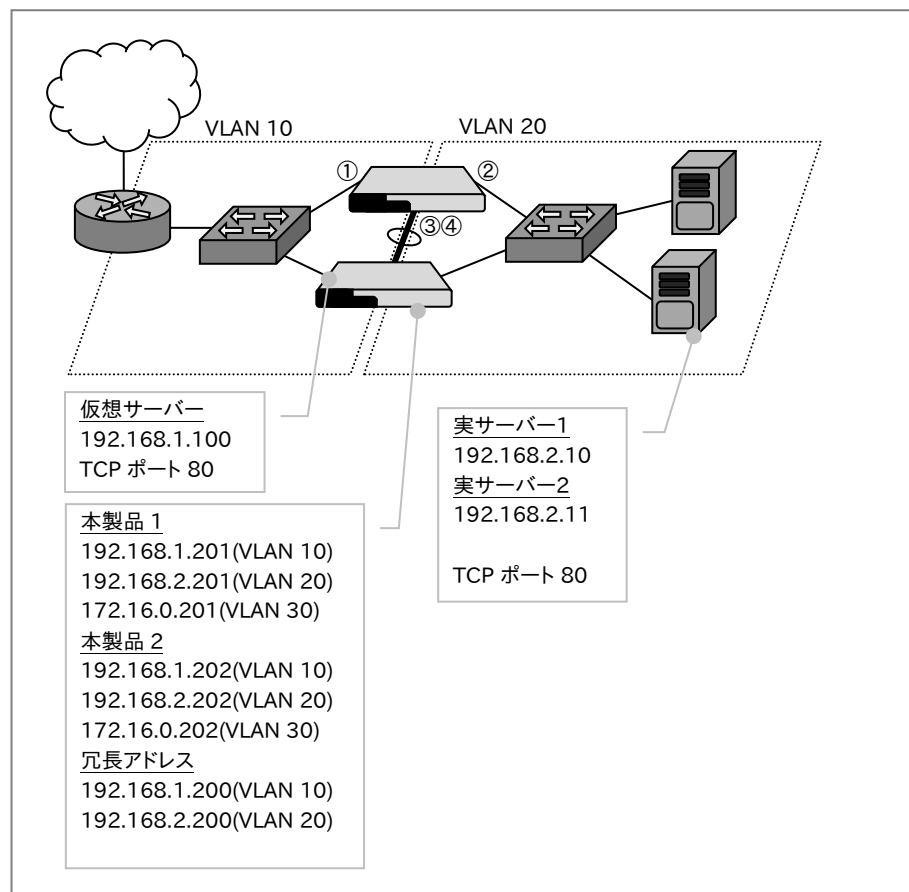 VLAN 10
VLAN 20
①
②
③④
仮想サーバー
192.168.1.100
TCP ポート 80
実サーバー1
192.168.2.10
実サーバー2
192.168.2.11
TCP ポート 80
本製品 1
192.168.1.201(VLAN 10)
192.168.2.201(VLAN 20)
172.16.0.201(VLAN 30)
本製品 2
192.168.1.202(VLAN 10)
192.168.2.202(VLAN 20)
172.16.0.202(VLAN 30)
冗長アドレス
192.168.1.200(VLAN 10)
192.168.2.200(VLAN 20)